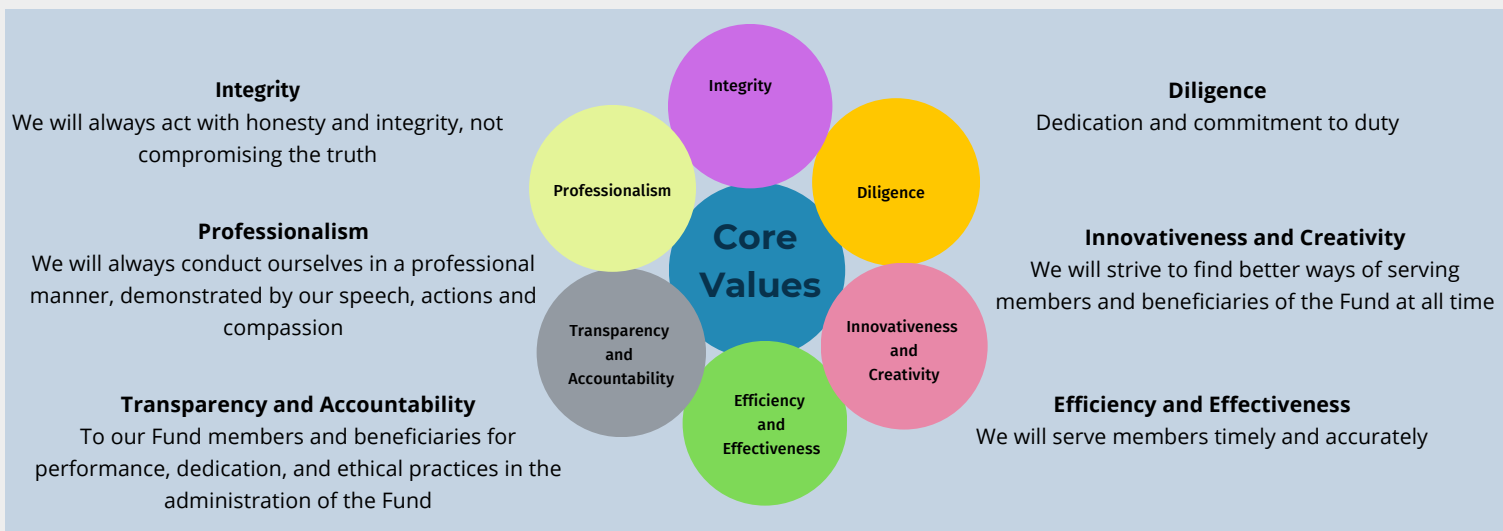 Integrity
We will always act with honesty and integrity, not
compromising the truth
Professionalism
We will always conduct ourselves in a professional
manner, demonstrated by our speech, actions and
compassion
Transparency and Accountability
To our Fund members and beneficiaries for
performance, dedication, and ethical practices in the
administration of the Fund
Integrity
Professionalism
Diligence
Core
Values
Transparency
and
Accountability
Innovativeness
and
Creativity
Efficiency
and
Effectiveness
Diligence
Dedication and commitment to duty
Innovativeness and Creativity
We will strive to find better ways of serving
members and beneficiaries of the Fund at all time
Efficiency and Effectiveness
We will serve members timely and accurately